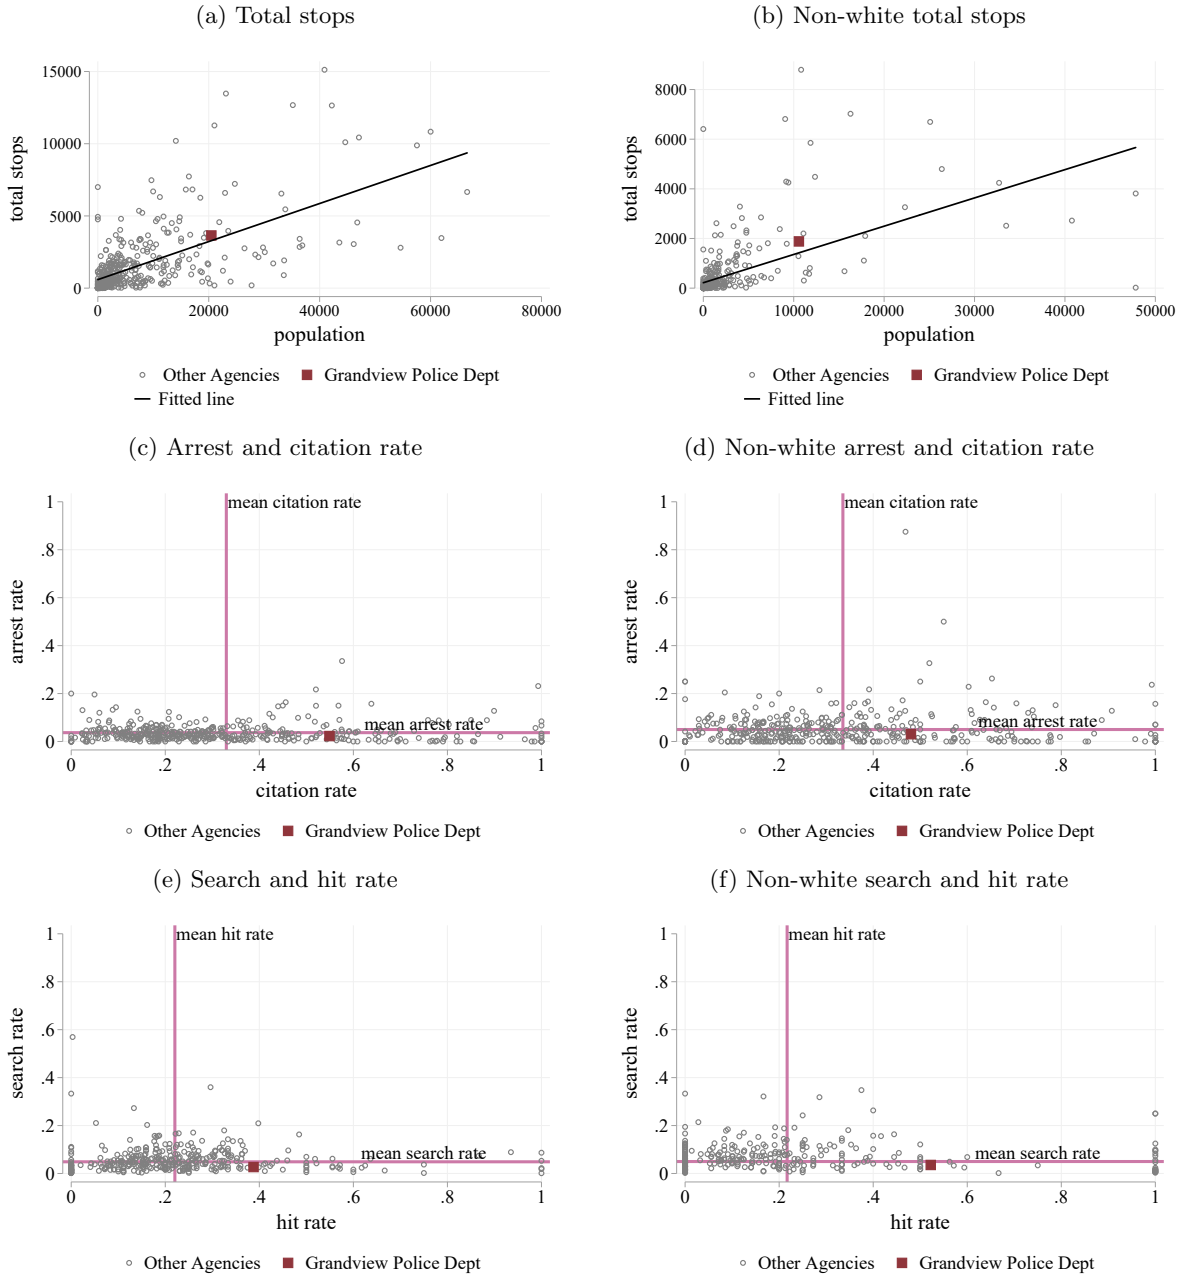 (a) Total stops
15000
10000
5000
0
total stops
0 20000 40000 60000 80000
population
Other Agencies Grandview Police Dept
Fitted line
(b) Non-white total stops
8000
6000
4000
2000
0
total stops
0 10000 20000 30000 40000 50000
population
Other Agencies Grandview Police Dept
Fitted line
(c) Arrest and citation rate
mean citation rate
1
.8
.6
.4
.2
0
arrest rate
mean arrest rate
0 .2 .4 .6 .8 1
citation rate
Other Agencies Grandview Police Dept
(d) Non-white arrest and citation rate
mean citation rate
1
.8
.6
.4
.2
0
arrest rate
mean arrest rate
0 .2 .4 .6 .8 1
citation rate
Other Agencies Grandview Police Dept
(e) Search and hit rate
mean hit rate
1
.8
.6
.4
.2
0
search rate
mean search rate
0 .2 .4 .6 .8 1
hit rate
Other Agencies Grandview Police Dept
(f) Non-white search and hit rate
mean hit rate
1
.8
.6
.4
.2
0
search rate
mean search rate
0 .2 .4 .6 .8 1
hit rate
Other Agencies Grandview Police Dept